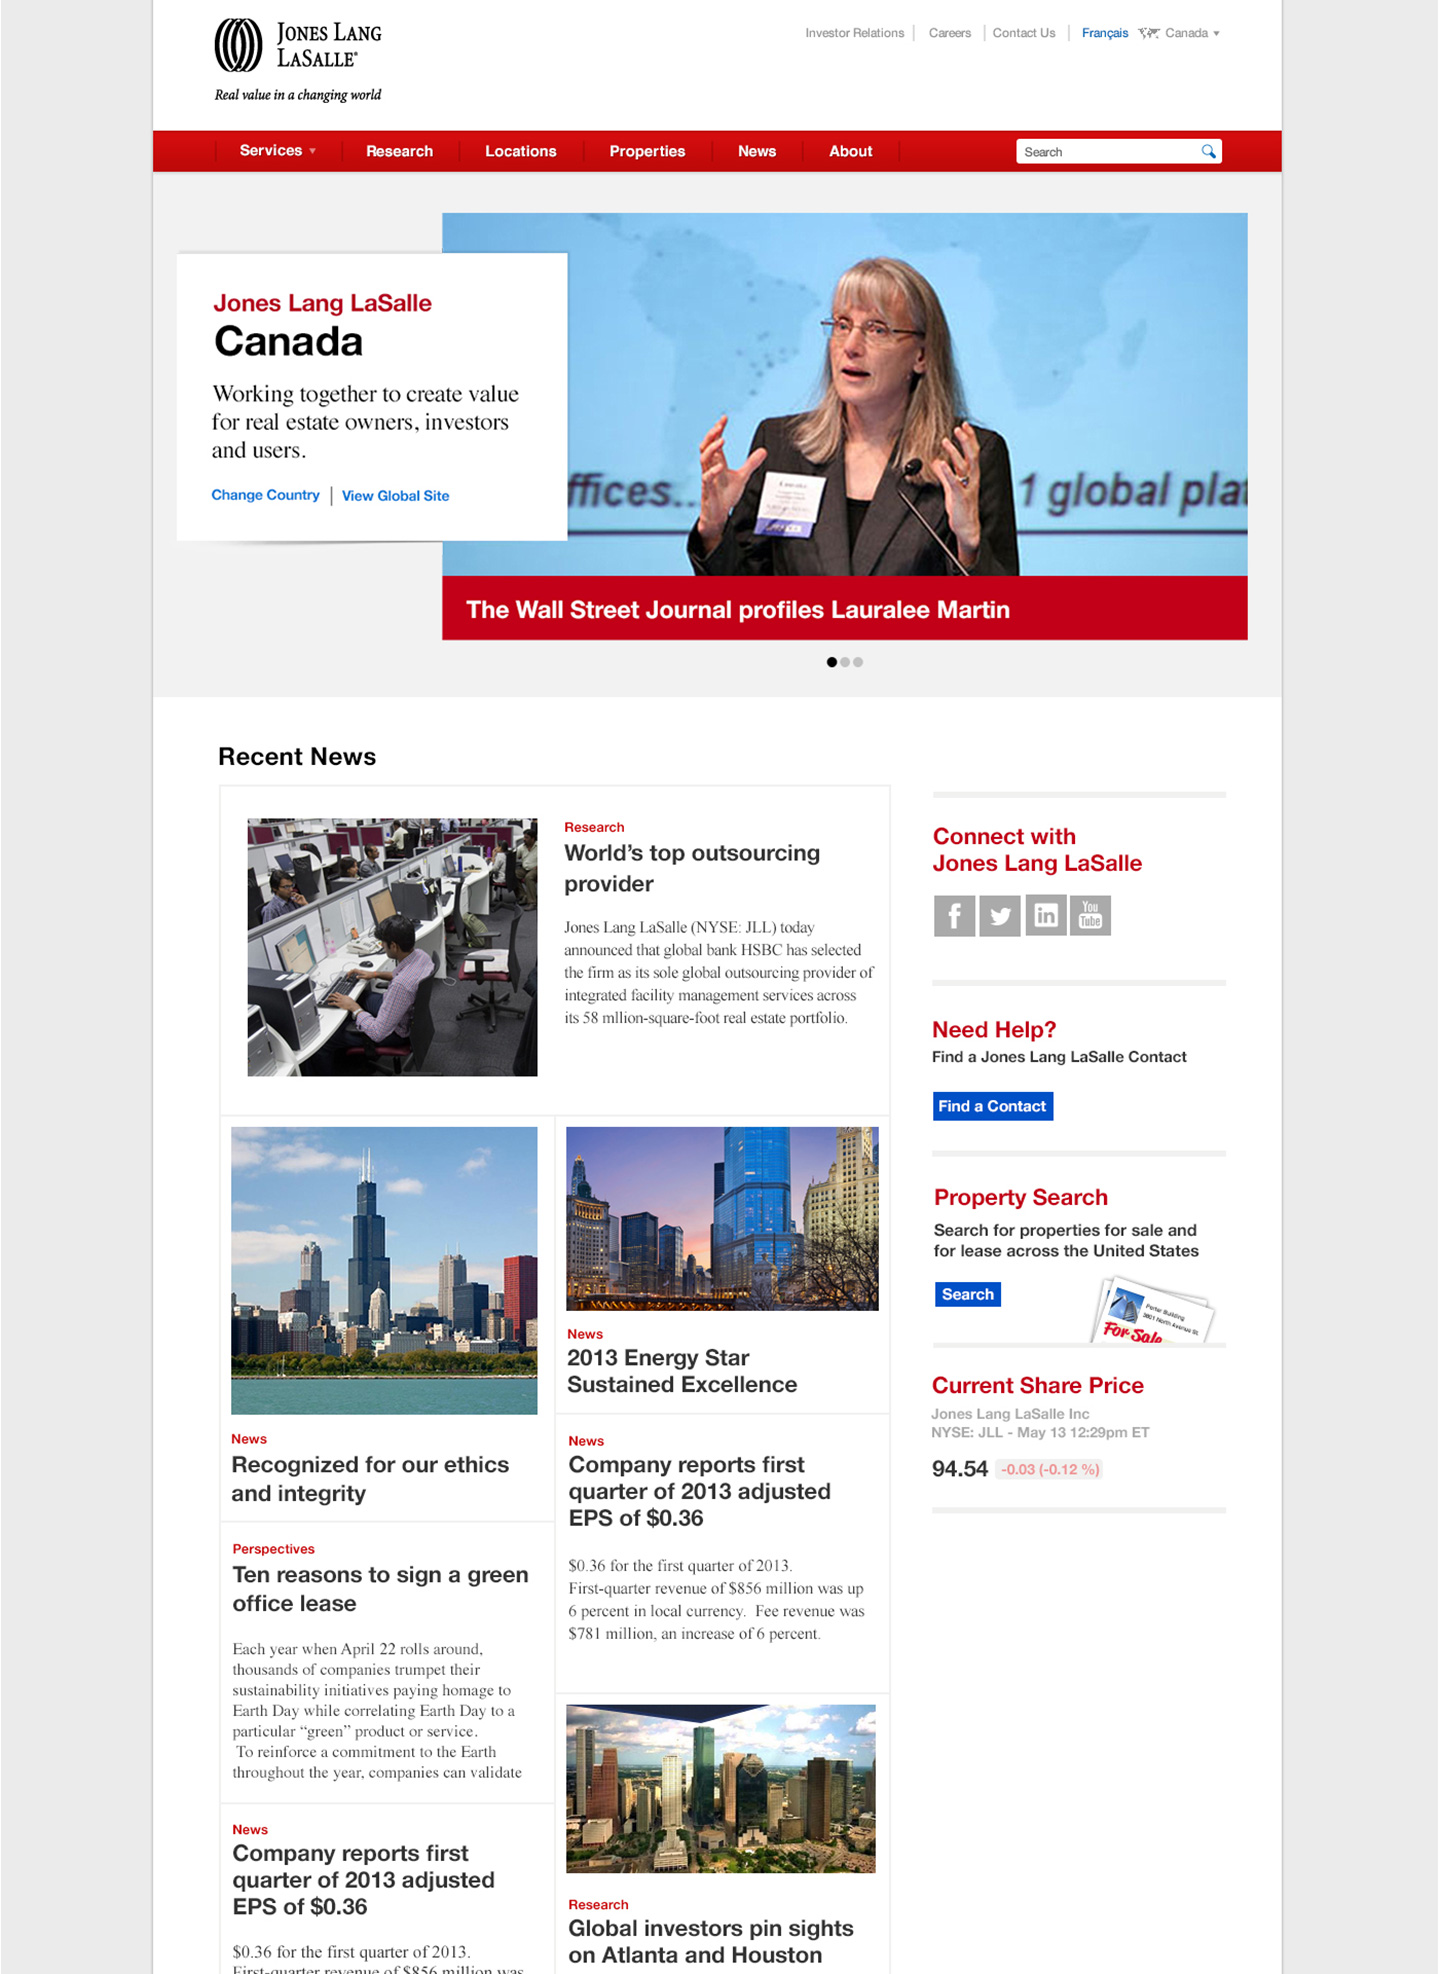 JONES LANG
LASALLE®
Real value in a changing world
Investor Relations
Careers
Contact Us
Français
Canada
Services
Research
Locations
Properties
News
About
Search
Jones Lang LaSalle
Canada
Working together to create value
for real estate owners, investors
and users.
Change Country
View Global Site
ffices...
1 global plat
The Wall Street Journal profiles Lauralee Martin
Recent News
Research
World's top outsourcing
provider
Jones Lang LaSalle (NYSE: JLL) today
announced that global bank HSBC has selected
the firm as its sole global outsourcing provider of
integrated facility management services across
its 58 mllion-square-foot real estate portfolio.
News
Recognized for our ethics
and integrity
Perspectives
Ten reasons to sign a green
office lease
Each year when April 22 rolls around,
thousands of companies trumpet their
sustainability initiatives paying homage to
Earth Day while correlating Earth Day to a
particular “green” product or service.
To reinforce a commitment to the Earth
throughout the year, companies can validate
News
Company reports first
quarter of 2013 adjusted
EPS of $0.36
$0.36 for the first quarter of 2013.
First-quarter revenue of $856 million was
News
2013 Energy Star
Sustained Excellence
News
Company reports first
quarter of 2013 adjusted
EPS of $0.36
$0.36 for the first quarter of 2013.
First-quarter revenue of $856 million was up
6 percent in local currency. Fee revenue was
$781 million, an increase of 6 percent.
Research
Global investors pin sights
on Atlanta and Houston
Connect with
Jones Lang LaSalle
f
in
You
Tube
Need Help?
Find a Jones Lang LaSalle Contact
Find a Contact
Property Search
Search for properties for sale and
for lease across the United States
Search
Porter Building
3901 North Avenue St.
For Sale
Current Share Price
Jones Lang LaSalle Inc
NYSE: JLL - May 13 12:29pm ET
94.54
-0.03 (-0.12 %)